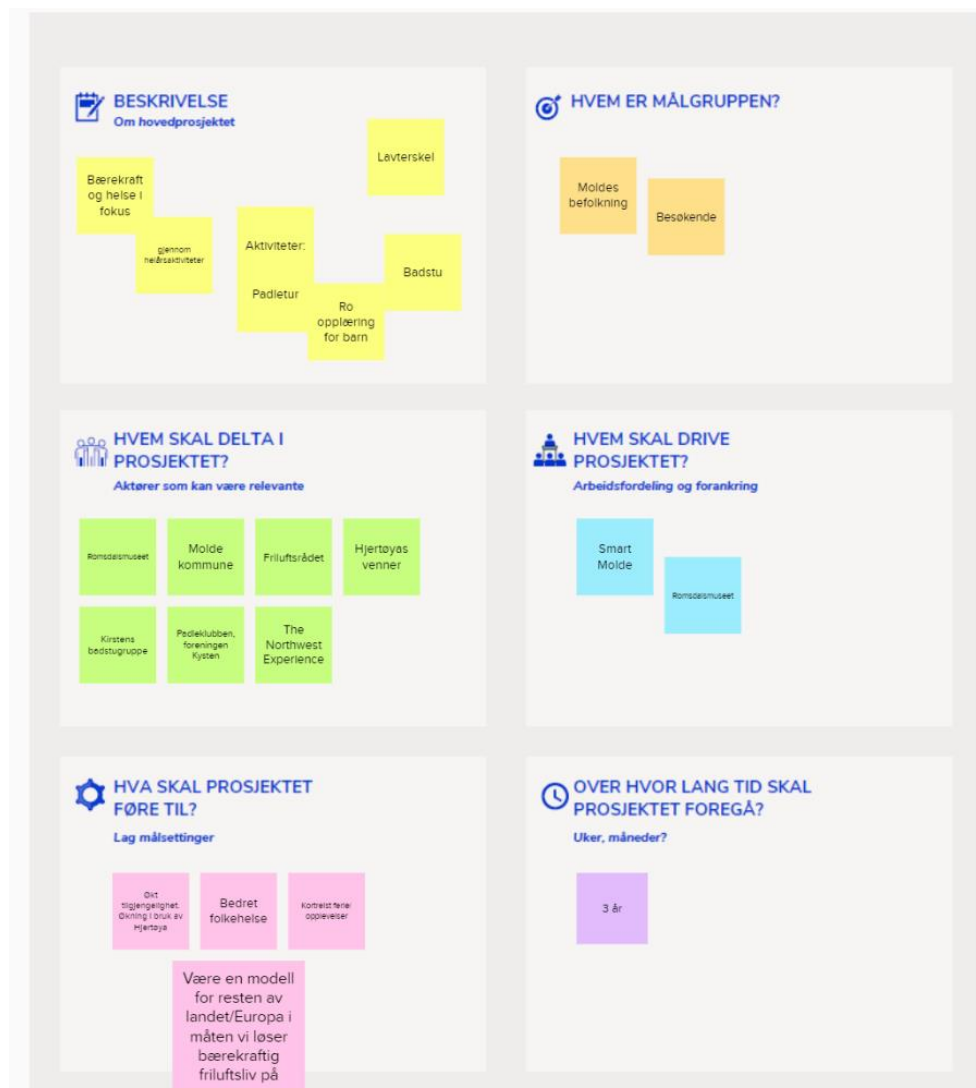 BESKRIVELSE
Om hovedprosjektet
Bærekraft
og helse i
fokus
gjennom
helårsaktiviteter
Aktiviteter:
Padletur
Ro
opplæring
for barn
Badstu
Lavterskel
HVEM ER MÅLGRUPPEN?
Moldes
befolkning
Besøkende
HVEM SKAL DELTA I
PROSJEKTET?
Aktører som kan være relevante
Romsdalsmuseet
Molde
kommune
Friluftsrådet
Hjertøyas
venner
Kirstens
badstugruppe
Padleklubben,
foreningen
Kysten
The
Northwest
Experience
HVEM SKAL DRIVE
PROSJEKTET?
Arbeidsfordeling og forankring
Smart
Molde
Romsdalsmuseet
HVA SKAL PROSJEKTET
FØRE TIL?
Lag målsettinger
Økt
tilgjengelighet.
Økning i bruk av
Hjertøya
Bedret
folkehelse
Kortreist ferie/
opplevelser
Være en modell
for resten av
landet/Europa i
måten vi løser
bærekraftig
friluftsliv på
OVER HVOR LANG TID SKAL
PROSJEKTET FOREGÅ?
Uker, måneder?
3 år